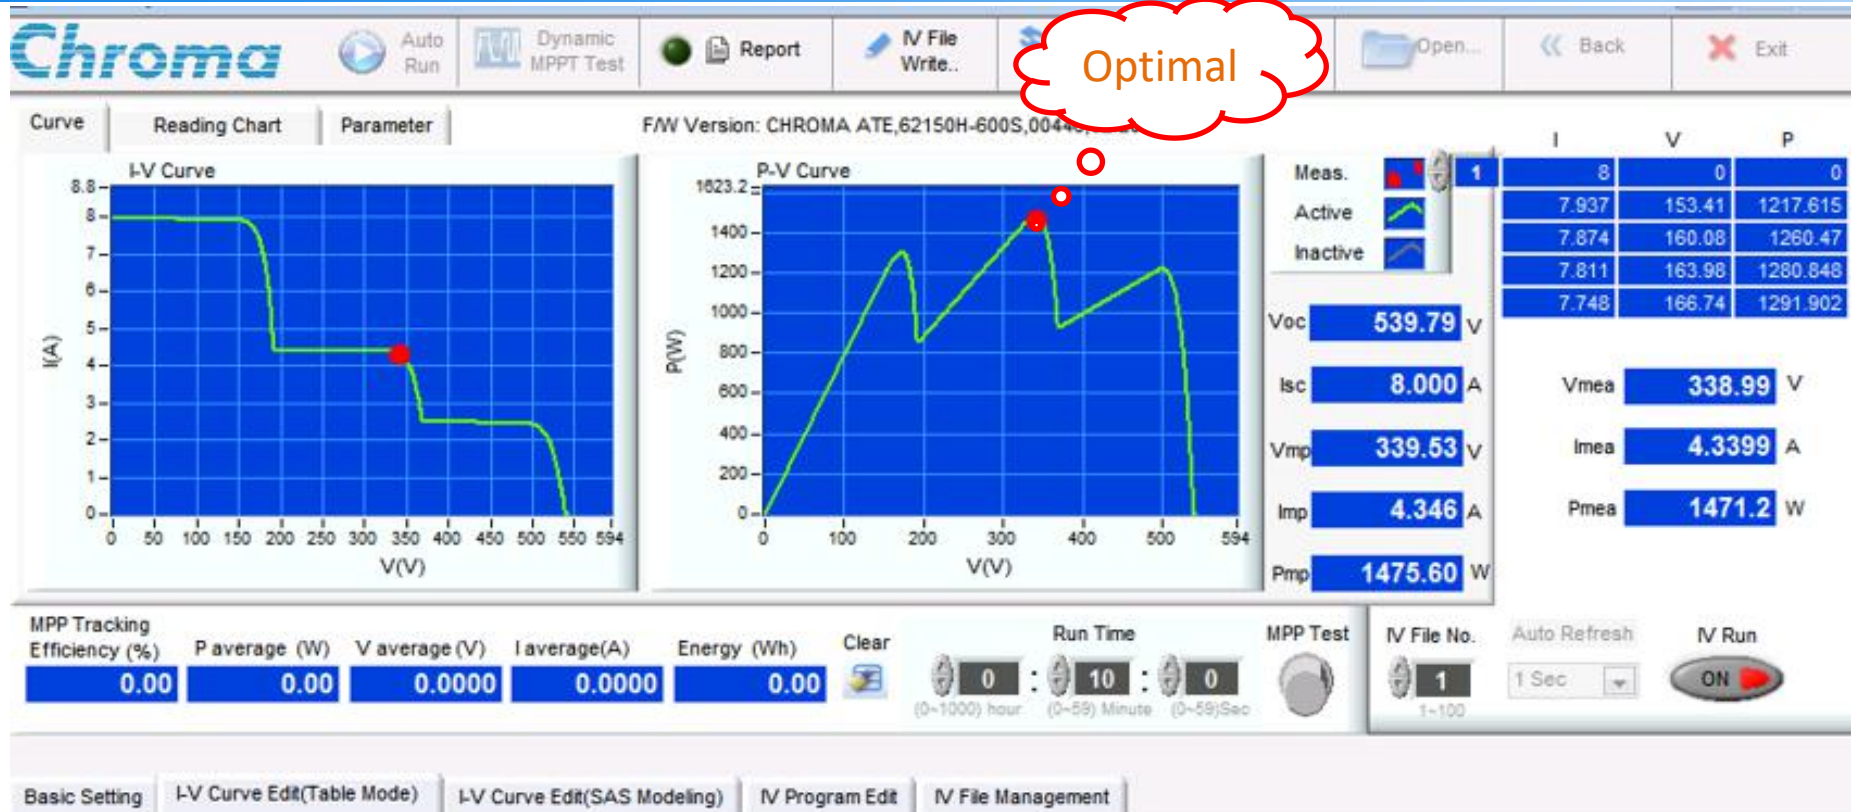 Chroma
Auto
Run
Dynamic
MPPT Test
Report
IV File
Write..
Optimal
Open...
Back
Exit
Curve
Reading Chart
Parameter
F/W Version: CHROMA ATE,62150H-600S,00446,
I-V Curve
8.8
8
7
6
5
4
3
2
1
0
I(A)
0 50 100 150 200 250 300 350 400 450 500 550 594
V(V)
P-V Curve
1623.2
1400
1200
1000
800
600
400
200
0
P(W)
0 100 200 300 400 500 594
V(V)
Meas.
1
Active
Inactive
I V P
8 0 0
7.937 153.41 1217.615
7.874 160.08 1260.47
7.811 163.98 1280.848
7.748 166.74 1291.902
Voc 539.79 V
Isc 8.000 A
Vmp 339.53 V
Imp 4.346 A
Pmp 1475.60 W
Vmea 338.99 V
Imea 4.3399 A
Pmea 1471.2 W
MPP Tracking
Efficiency (%)
P average (W)
V average (V)
I average(A)
Energy (Wh)
Clear
0.00
0.00
0.0000
0.0000
0.00
Run Time
0 : 10 : 0
(0~1000) hour (0~59) Minute (0~59)Sec
MPP Test
IV File No.
1
1~100
Auto Refresh
1 Sec
IV Run
ON
Basic Setting
I-V Curve Edit(Table Mode)
I-V Curve Edit(SAS Modeling)
IV Program Edit
IV File Management